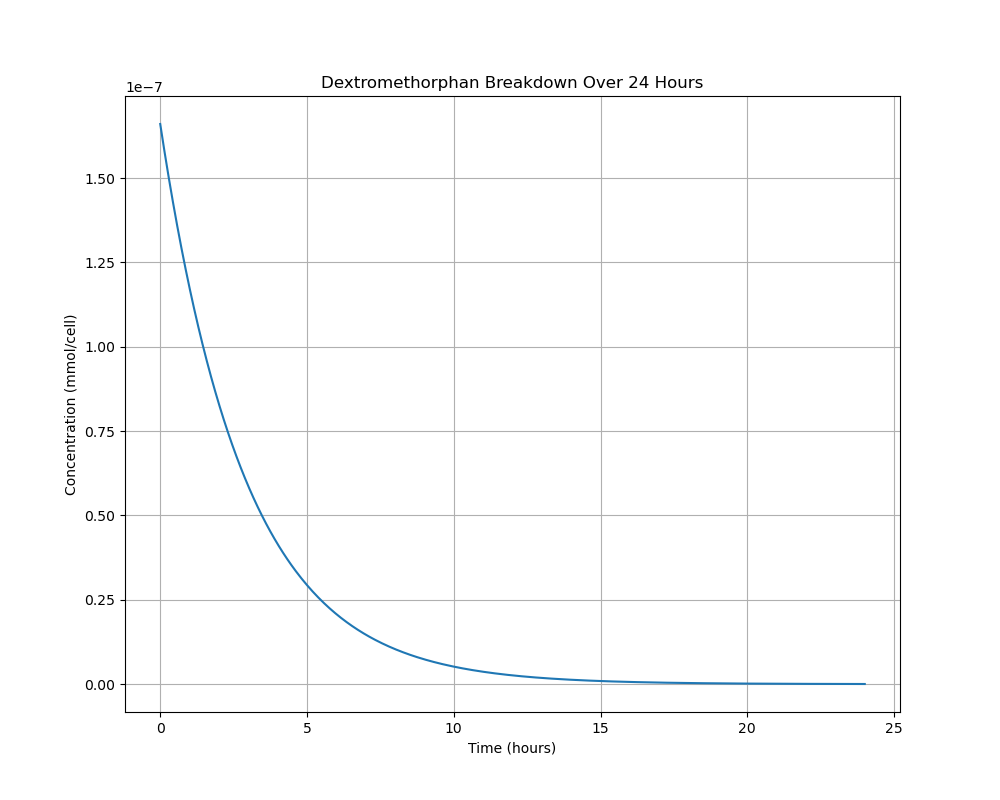 Dextromethorphan Breakdown Over 24 Hours
1e−7
1.50
1.25
1.00
0.75
0.50
0.25
0.00
Concentration (mmol/cell)
0 5 10 15 20 25
Time (hours)